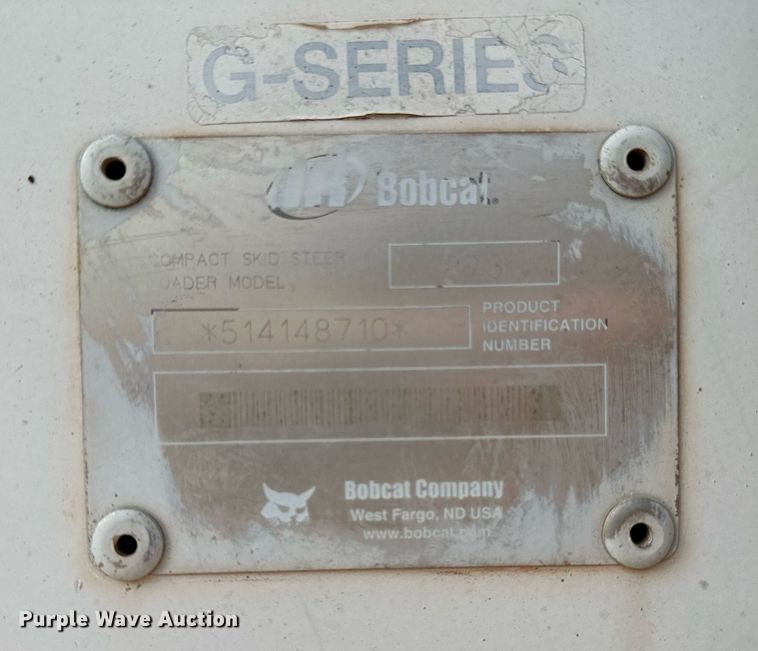 G-SERIES
IR Bobcat®
COMPACT SKID STEER
LOADER MODEL
*514148710*
PRODUCT
IDENTIFICATION
NUMBER
Bobcat Company
West Fargo, ND USA
www.bobcat.com
Purple Wave Auction